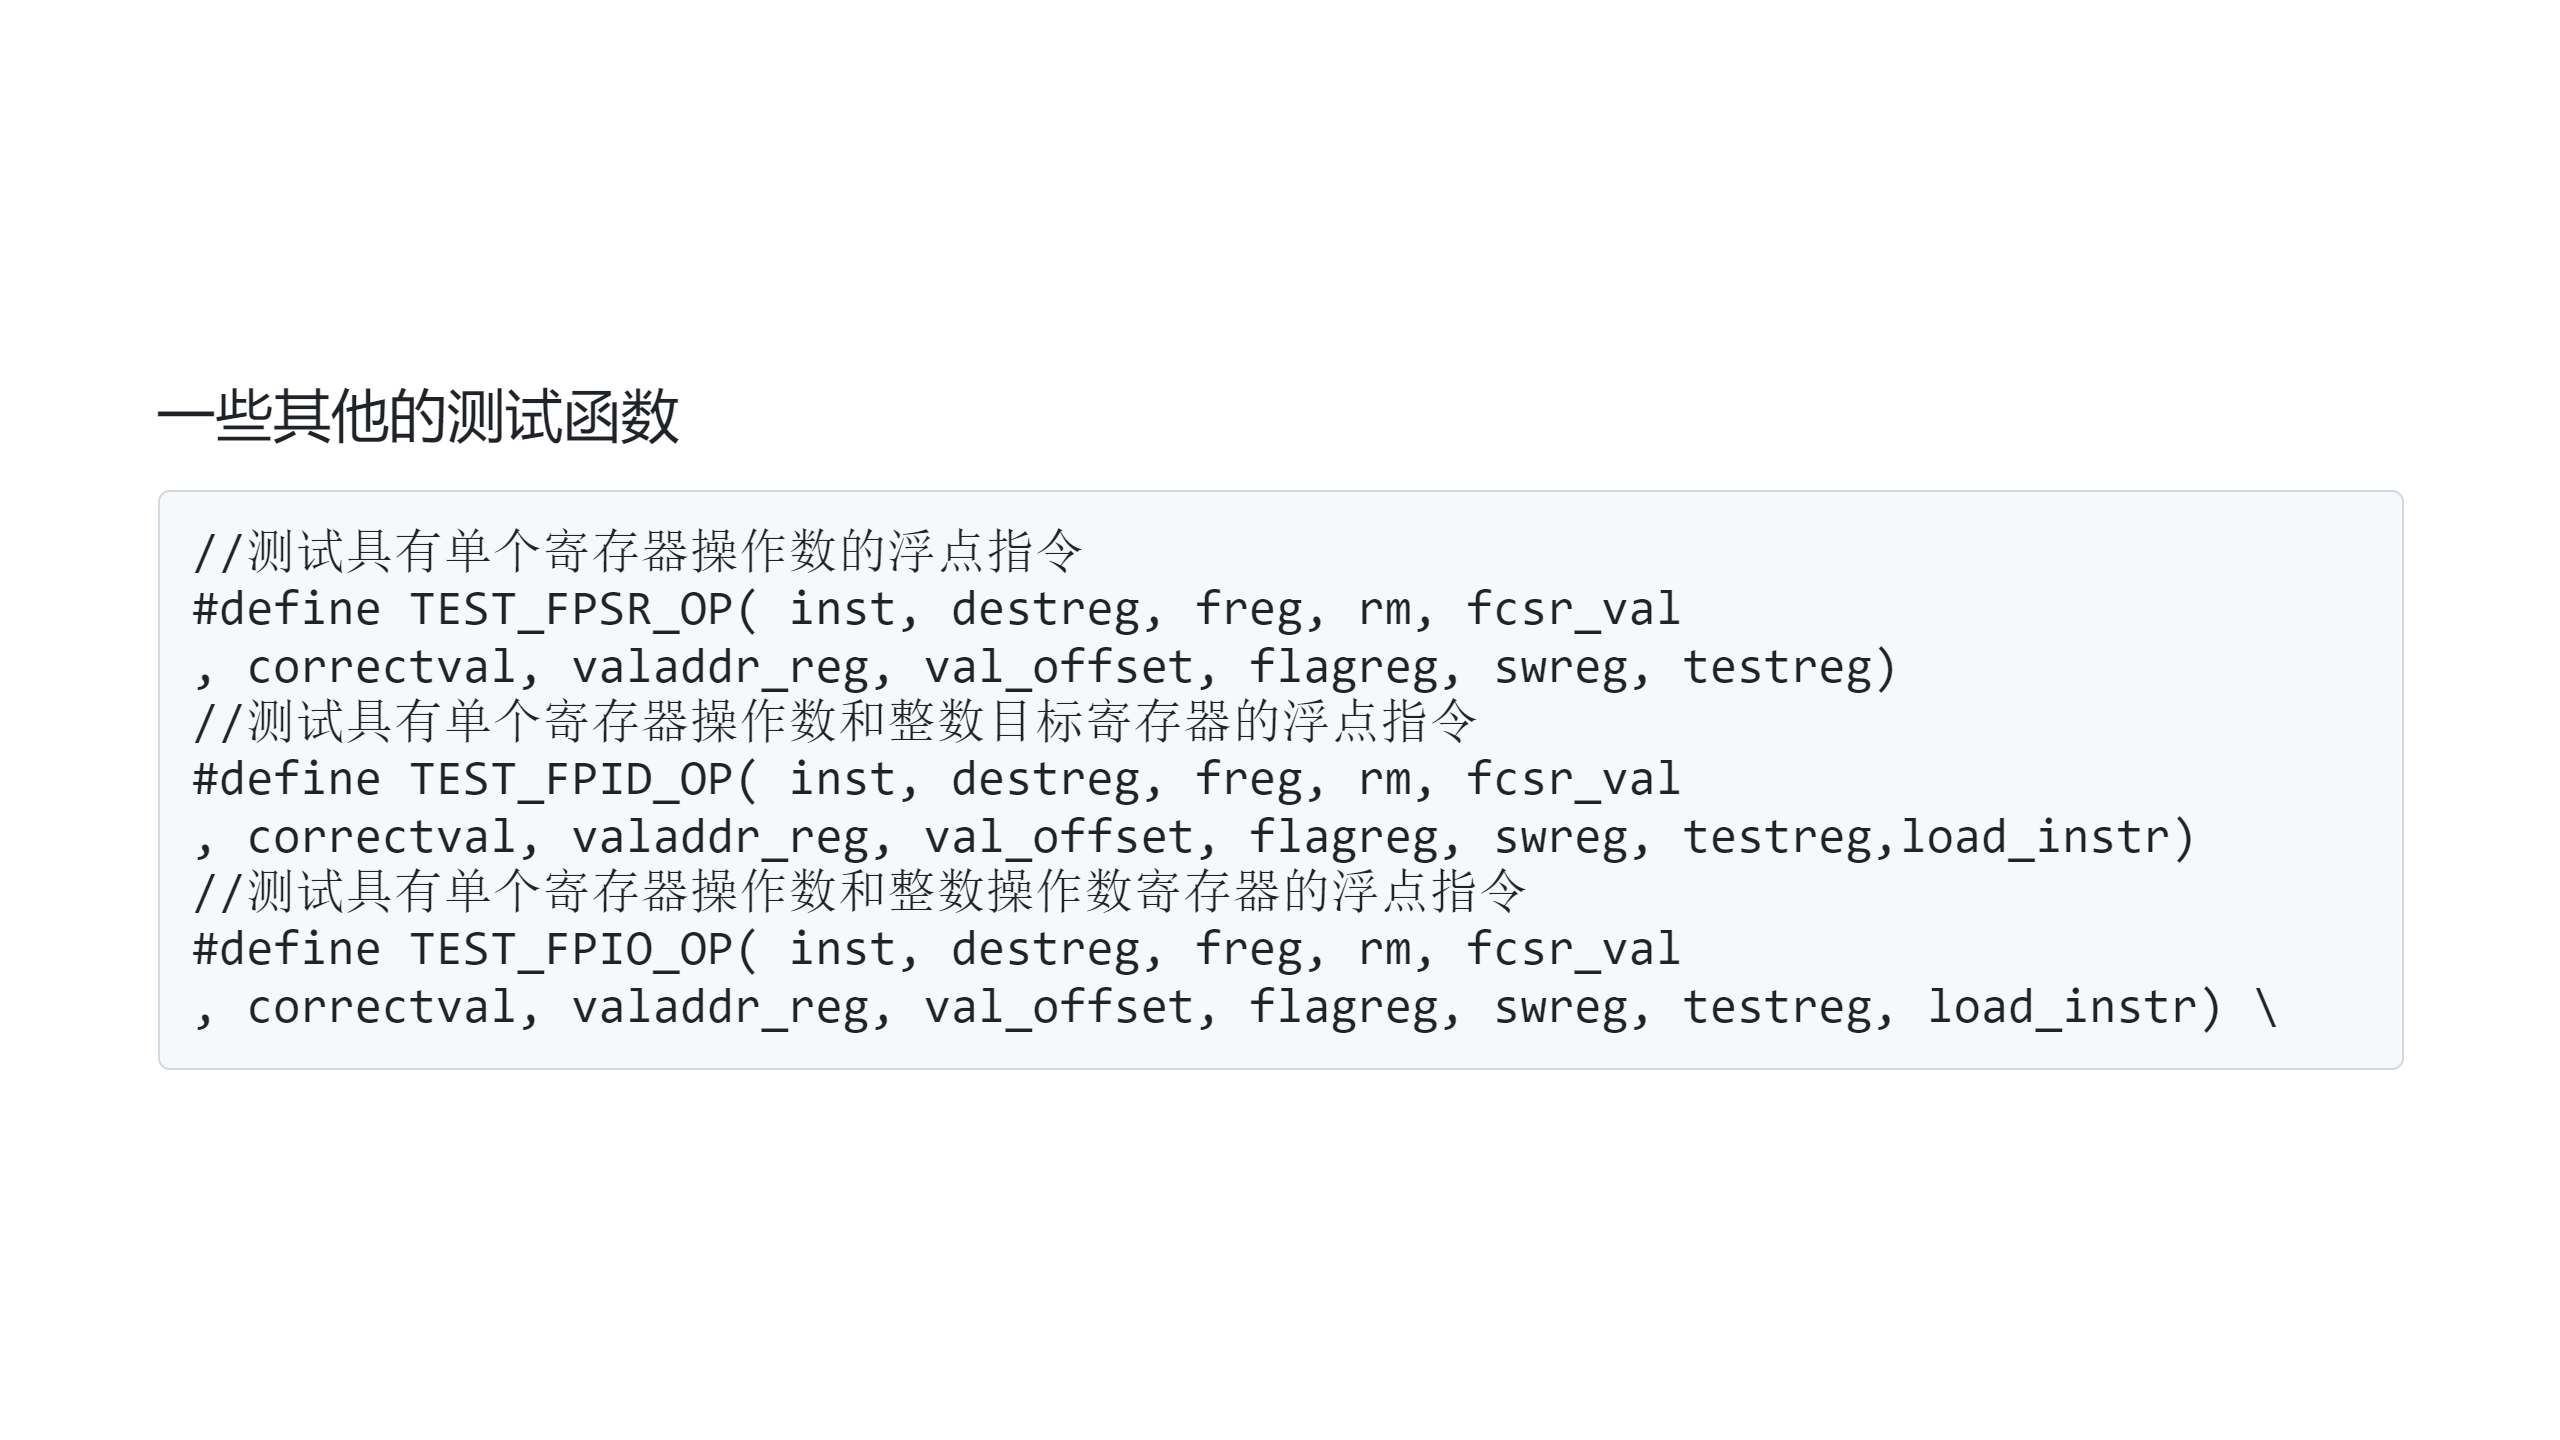 一些其他的测试函数
//测试具有单个寄存器操作数的浮点指令
#define TEST_FPSR_OP( inst, destreg, freg, rm, fcsr_val
, correctval, valaddr_reg, val_offset, flagreg, swreg, testreg)
//测试具有单个寄存器操作数和整数目标寄存器的浮点指令
#define TEST_FPID_OP( inst, destreg, freg, rm, fcsr_val
, correctval, valaddr_reg, val_offset, flagreg, swreg, testreg,load_instr)
//测试具有单个寄存器操作数和整数操作数寄存器的浮点指令
#define TEST_FPIO_OP( inst, destreg, freg, rm, fcsr_val
, correctval, valaddr_reg, val_offset, flagreg, swreg, testreg, load_instr) \